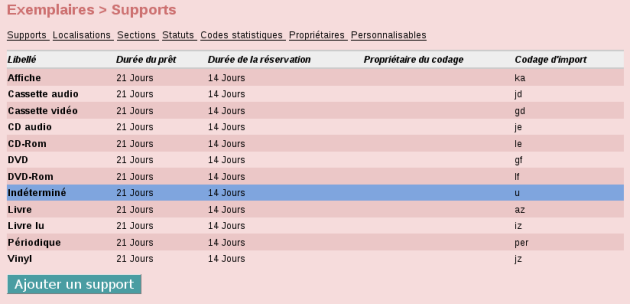 Exemplaires > Supports
Supports Localisations Sections Statuts Codes statistiques Propriétaires Personnalisables
Libellé Durée du prêt Durée de la réservation Propriétaire du codage Codage d'import
Affiche 21 Jours 14 Jours ka
Cassette audio 21 Jours 14 Jours jd
Cassette vidéo 21 Jours 14 Jours gd
CD audio 21 Jours 14 Jours je
CD-Rom 21 Jours 14 Jours le
DVD 21 Jours 14 Jours gf
DVD-Rom 21 Jours 14 Jours lf
Indéterminé 21 Jours 14 Jours u
Livre 21 Jours 14 Jours az
Livre lu 21 Jours 14 Jours iz
Périodique 21 Jours 14 Jours per
Vinyl 21 Jours 14 Jours jz
Ajouter un support